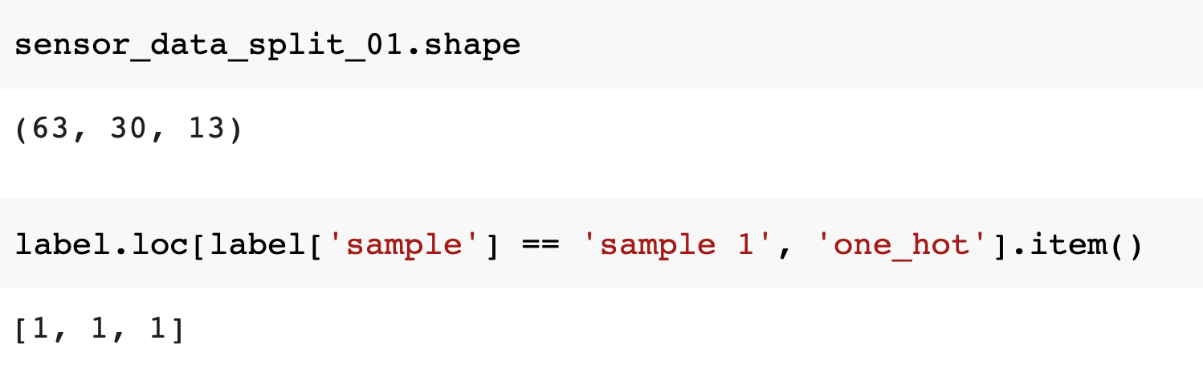 sensor_data_split_01.shape
(63, 30, 13)
label.loc[label['sample'] == 'sample 1', 'one_hot'].item()
[1, 1, 1]